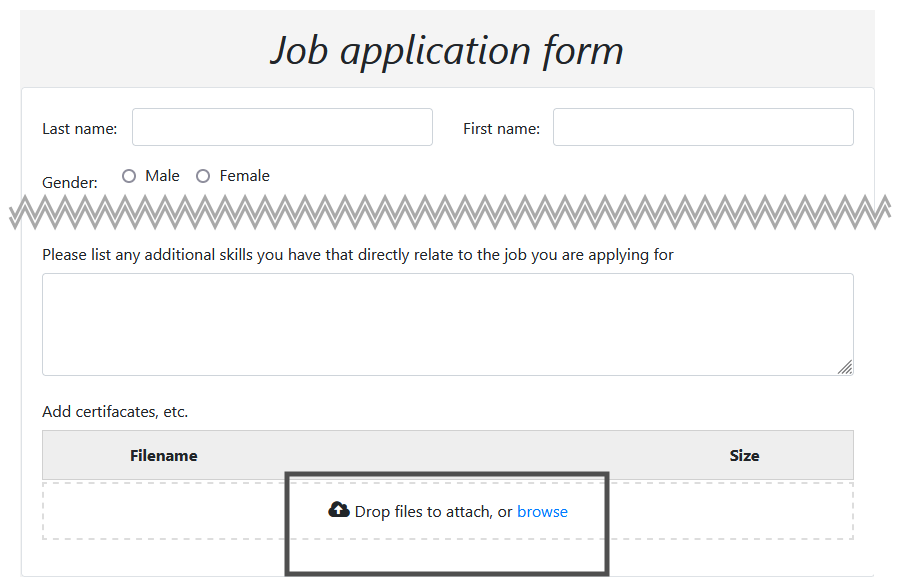 Job application form
Last name: First name:
Gender: Male Female
Please list any additional skills you have that directly relate to the job you are applying for
Add certifacates, etc.
Filename Size
Drop files to attach, or browse